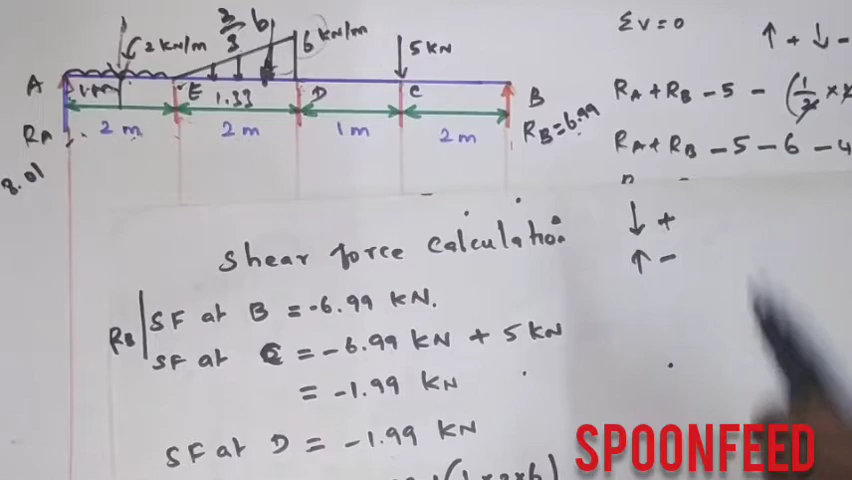 2 kN/m
6 kN/m
5 KN
A
1m
E
1.33
D
C
B
RA
8.01
2 m
2 m
1 m
2 m
RB = 6.99
ΣV = 0
↑ + ↓ -
RA + RB - 5 - (1/2 ×
RA + RB - 5 - 6 - 4
↓ +
↑ -
Shear force calculation
RB
SF at B = -6.99 kN.
SF at C = -6.99 KN + 5 KN
= -1.99 KN
SF at D = -1.99 KN
SPOONFEED